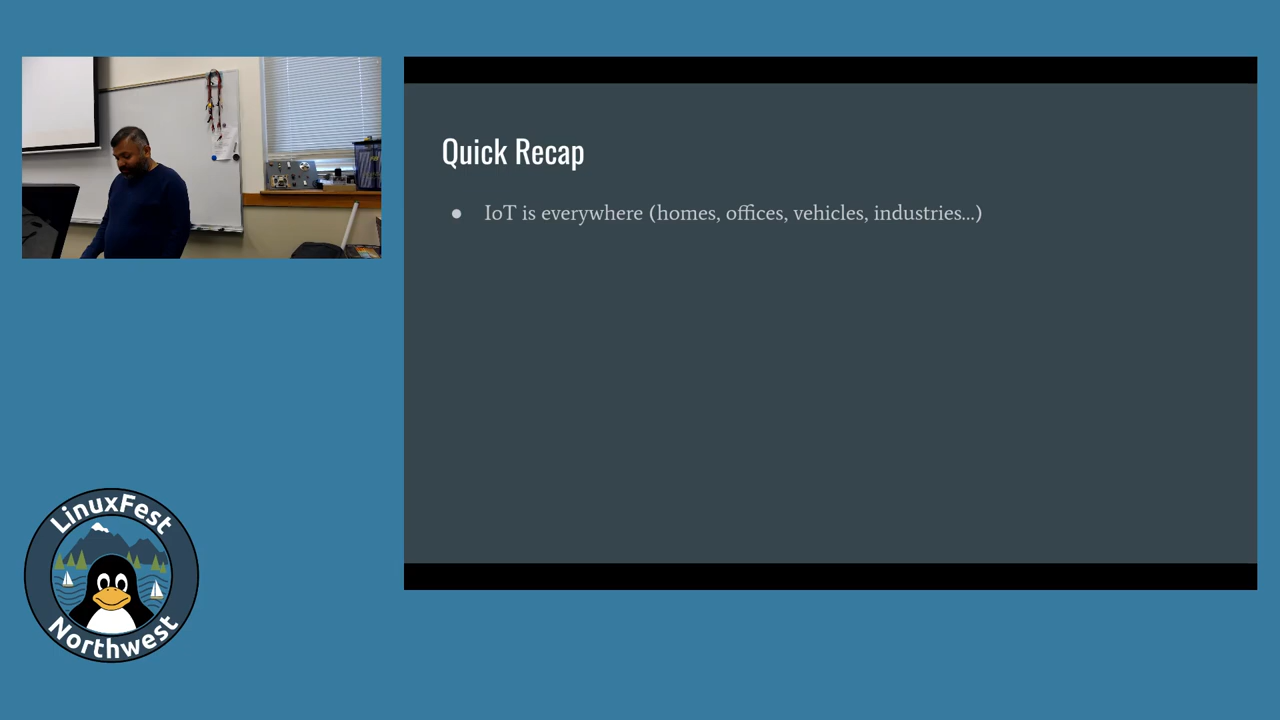 Quick Recap
● IoT is everywhere (homes, offices, vehicles, industries...)
LinuxFest
Northwest